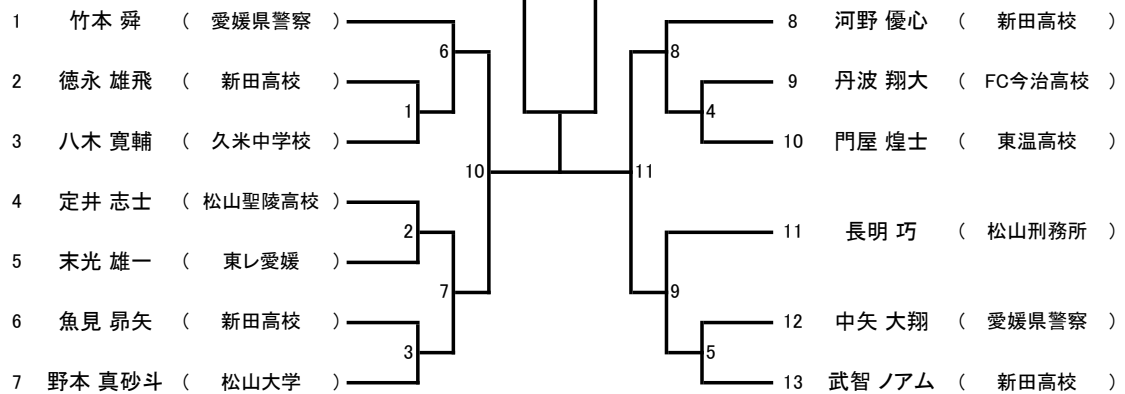 1 竹本 舜 ( 愛媛県警察 )
2 徳永 雄飛 ( 新田高校 )
3 八木 寛輔 ( 久米中学校 )
4 定井 志士 ( 松山聖陵高校 )
5 末光 雄一 ( 東レ愛媛 )
6 魚見 昴矢 ( 新田高校 )
7 野本 真砂斗 ( 松山大学 )
6
1
10
2
7
3
8 河野 優心 ( 新田高校 )
9 丹波 翔大 ( FC今治高校 )
10 門屋 煌士 ( 東温高校 )
11 長明 巧 ( 松山刑務所 )
12 中矢 大翔 ( 愛媛県警察 )
13 武智 ノアム ( 新田高校 )
8
4
11
9
5